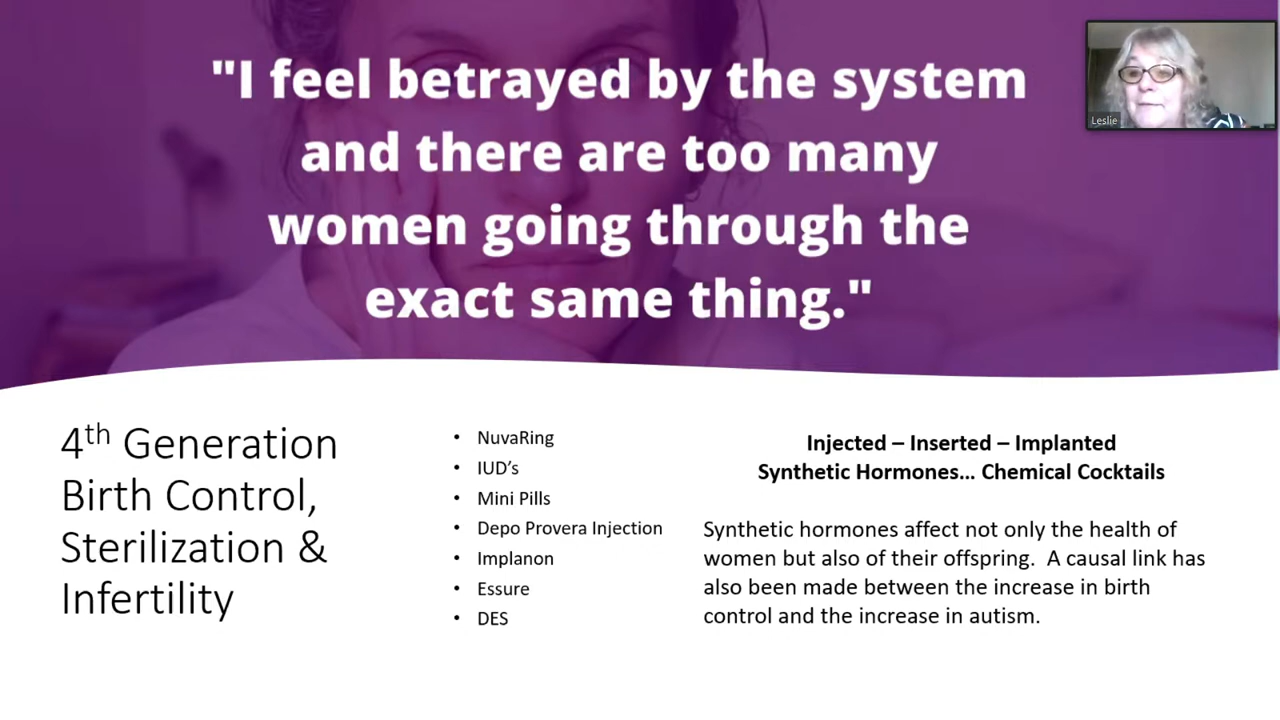 "I feel betrayed by the system
and there are too many
women going through the
exact same thing."
Leslie
4th Generation
Birth Control,
Sterilization &
Infertility
• NuvaRing
• IUD's
• Mini Pills
• Depo Provera Injection
• Implanon
• Essure
• DES
Injected – Inserted – Implanted
Synthetic Hormones... Chemical Cocktails
Synthetic hormones affect not only the health of
women but also of their offspring.  A causal link has
also been made between the increase in birth
control and the increase in autism.